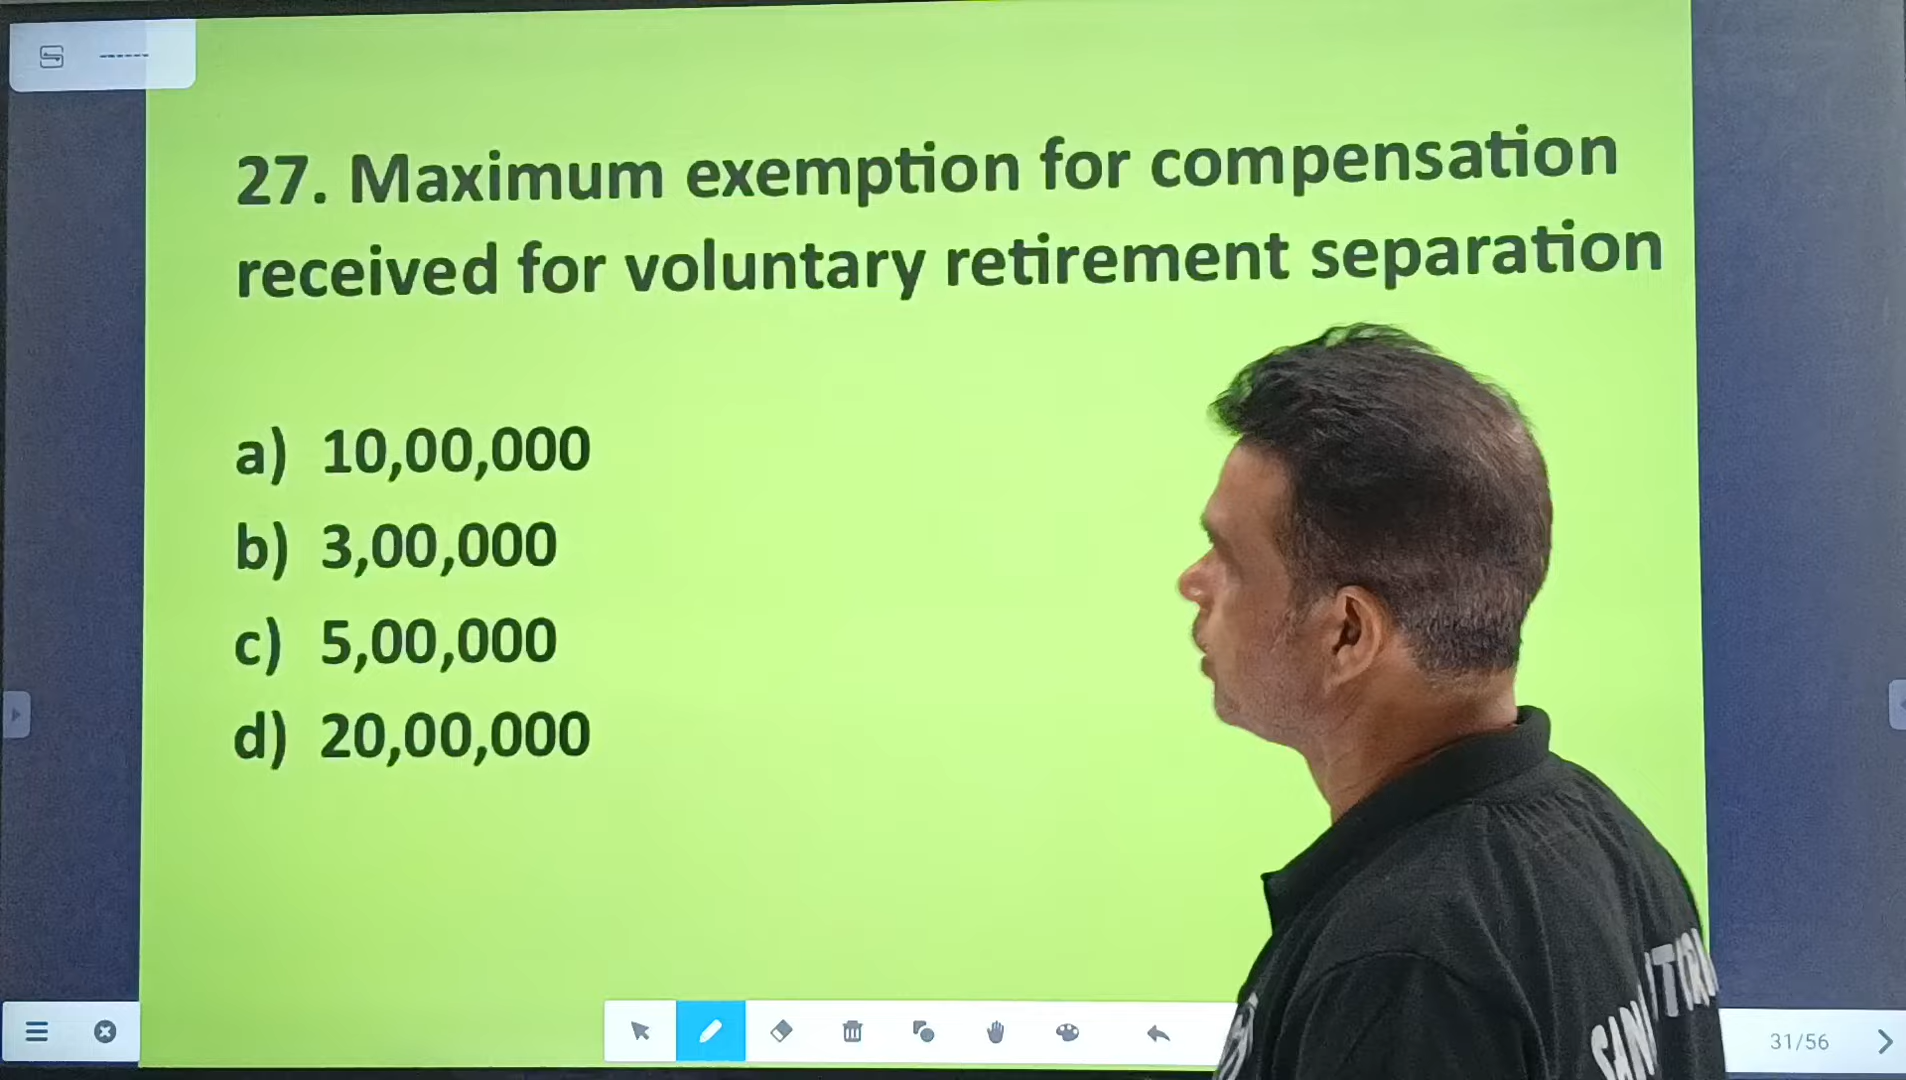 27. Maximum exemption for compensation
received for voluntary retirement separation
a) 10,00,000
b) 3,00,000
c) 5,00,000
d) 20,00,000
31/56